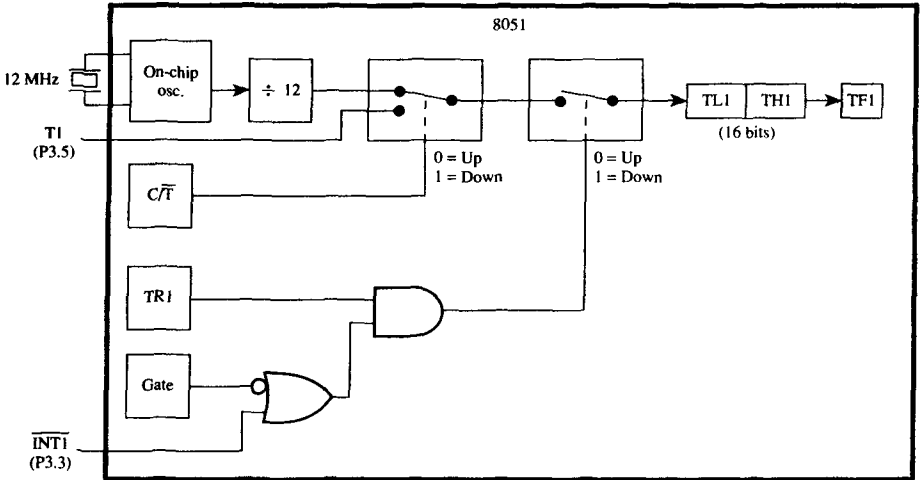 8051
12 MHz
On-chip
osc.
÷ 12
TL1
TH1
TF1
(16 bits)
T1
(P3.5)
0 = Up
1 = Down
0 = Up
1 = Down
C/T̅
TR1
Gate
I̅N̅T̅1̅
(P3.3)